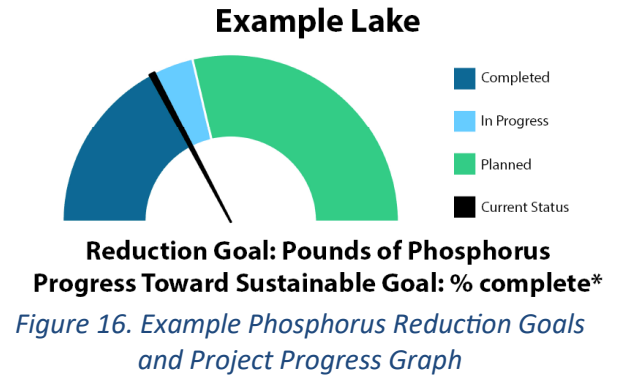 Example Lake
Completed
In Progress
Planned
Current Status
Reduction Goal: Pounds of Phosphorus
Progress Toward Sustainable Goal: % complete*
Figure 16. Example Phosphorus Reduction Goals
and Project Progress Graph